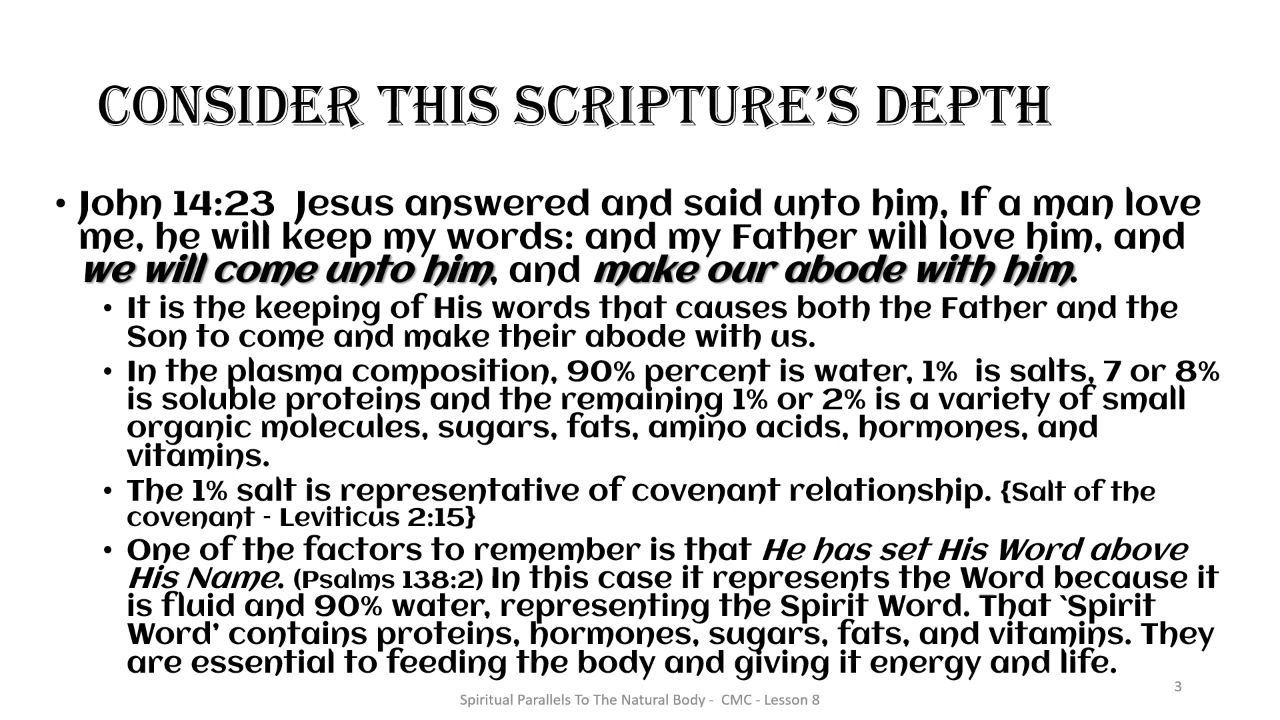 CONSIDER THIS SCRIPTURE'S DEPTH
• John 14:23  Jesus answered and said unto him, If a man love
me, he will keep my words: and my Father will love him, and
we will come unto him, and make our abode with him.
• It is the keeping of His words that causes both the Father and the
Son to come and make their abode with us.
• In the plasma composition, 90% percent is water, 1%  is salts, 7 or 8%
is soluble proteins and the remaining 1% or 2% is a variety of small
organic molecules, sugars, fats, amino acids, hormones, and
vitamins.
• The 1% salt is representative of covenant relationship. {Salt of the
covenant - Leviticus 2:15}
• One of the factors to remember is that He has set His Word above
His Name. (Psalms 138:2) In this case it represents the Word because it
is fluid and 90% water, representing the Spirit Word. That `Spirit
Word' contains proteins, hormones, sugars, fats, and vitamins. They
are essential to feeding the body and giving it energy and life.
Spiritual Parallels To The Natural Body -  CMC - Lesson 8
3